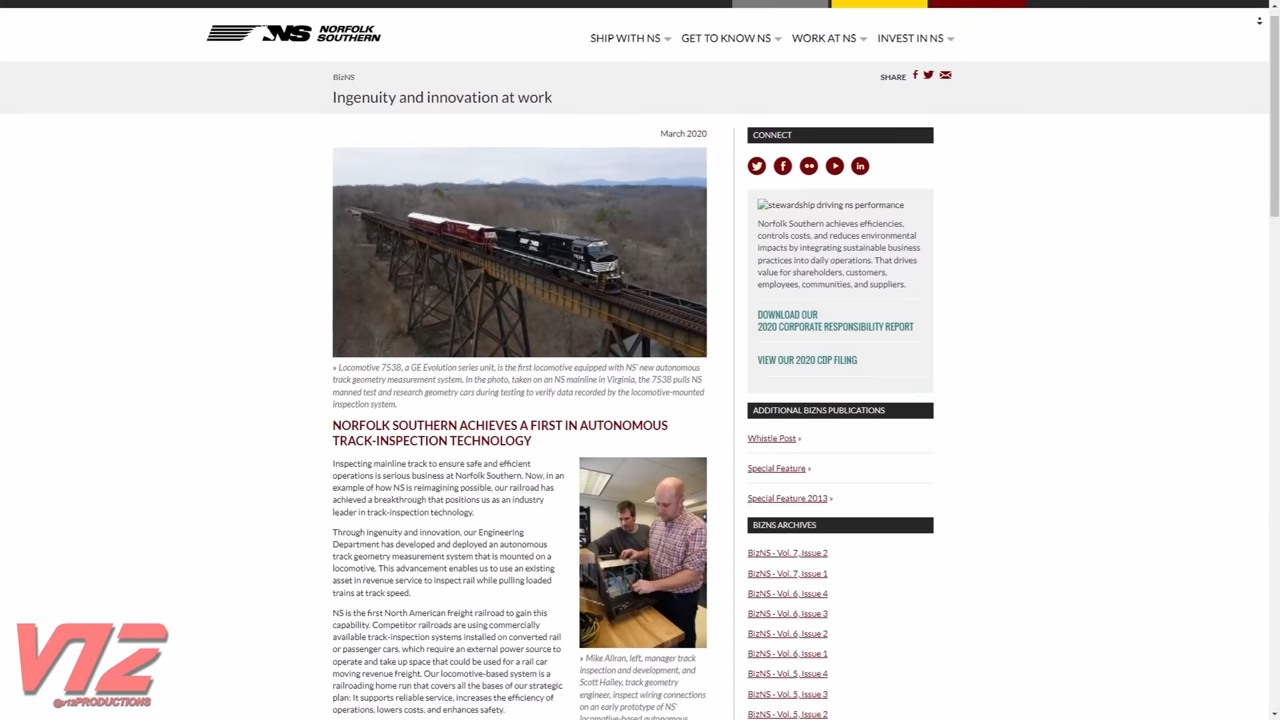 NS NORFOLK
SOUTHERN
SHIP WITH NS GET TO KNOW NS WORK AT NS INVEST IN NS
BizNS
SHARE
Ingenuity and innovation at work
March 2020
» Locomotive 7538, a GE Evolution series unit, is the first locomotive equipped with NS' new autonomous
track geometry measurement system. In the photo, taken on an NS mainline in Virginia, the 7538 pulls NS
manned test and research geometry cars during testing to verify data recorded by the locomotive-mounted
inspection system.
NORFOLK SOUTHERN ACHIEVES A FIRST IN AUTONOMOUS
TRACK-INSPECTION TECHNOLOGY
Inspecting mainline track to ensure safe and efficient
operations is serious business at Norfolk Southern. Now, in an
example of how NS is reimagining possible, our railroad has
achieved a breakthrough that positions us as an industry
leader in track-inspection technology.
Through ingenuity and innovation, our Engineering
Department has developed and deployed an autonomous
track geometry measurement system that is mounted on a
locomotive. This advancement enables us to use an existing
asset in revenue service to inspect rail while pulling loaded
trains at track speed.
NS is the first North American freight railroad to gain this
capability. Competitor railroads are using commercially
available track-inspection systems installed on converted rail
or passenger cars, which require an external power source to
operate and take up space that could be used for a rail car
moving revenue freight. Our locomotive-based system is a
railroading home run that covers all the bases of our strategic
plan: It supports reliable service, increases the efficiency of
operations, lowers costs, and enhances safety.
» Mike Allran, left, manager track
inspection and development, and
Scott Hailey, track geometry
engineer, inspect wiring connections
on an early prototype of NS'
locomotive-based autonomous
CONNECT
stewardship driving ns performance
Norfolk Southern achieves efficiencies,
controls costs, and reduces environmental
impacts by integrating sustainable business
practices into daily operations. That drives
value for shareholders, customers,
employees, communities, and suppliers.
DOWNLOAD OUR
2020 CORPORATE RESPONSIBILITY REPORT
VIEW OUR 2020 CDP FILING
ADDITIONAL BIZNS PUBLICATIONS
Whistle Post »
Special Feature »
Special Feature 2013 »
BIZNS ARCHIVES
BizNS - Vol. 7, Issue 2
BizNS - Vol. 7, Issue 1
BizNS - Vol. 6, Issue 4
BizNS - Vol. 6, Issue 3
BizNS - Vol. 6, Issue 2
BizNS - Vol. 6, Issue 1
BizNS - Vol. 5, Issue 4
BizNS - Vol. 5, Issue 3
BizNS - Vol. 5, Issue 2
V12
@v12PRODUCTIONS